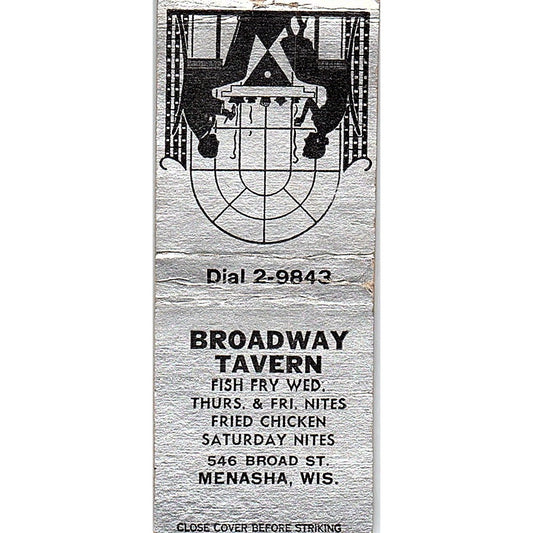 Dial 2-9843
BROADWAY
TAVERN
FISH FRY WED.
THURS. & FRI. NITES
FRIED CHICKEN
SATURDAY NITES
546 BROAD ST.
MENASHA, WIS.
CLOSE COVER BEFORE STRIKING